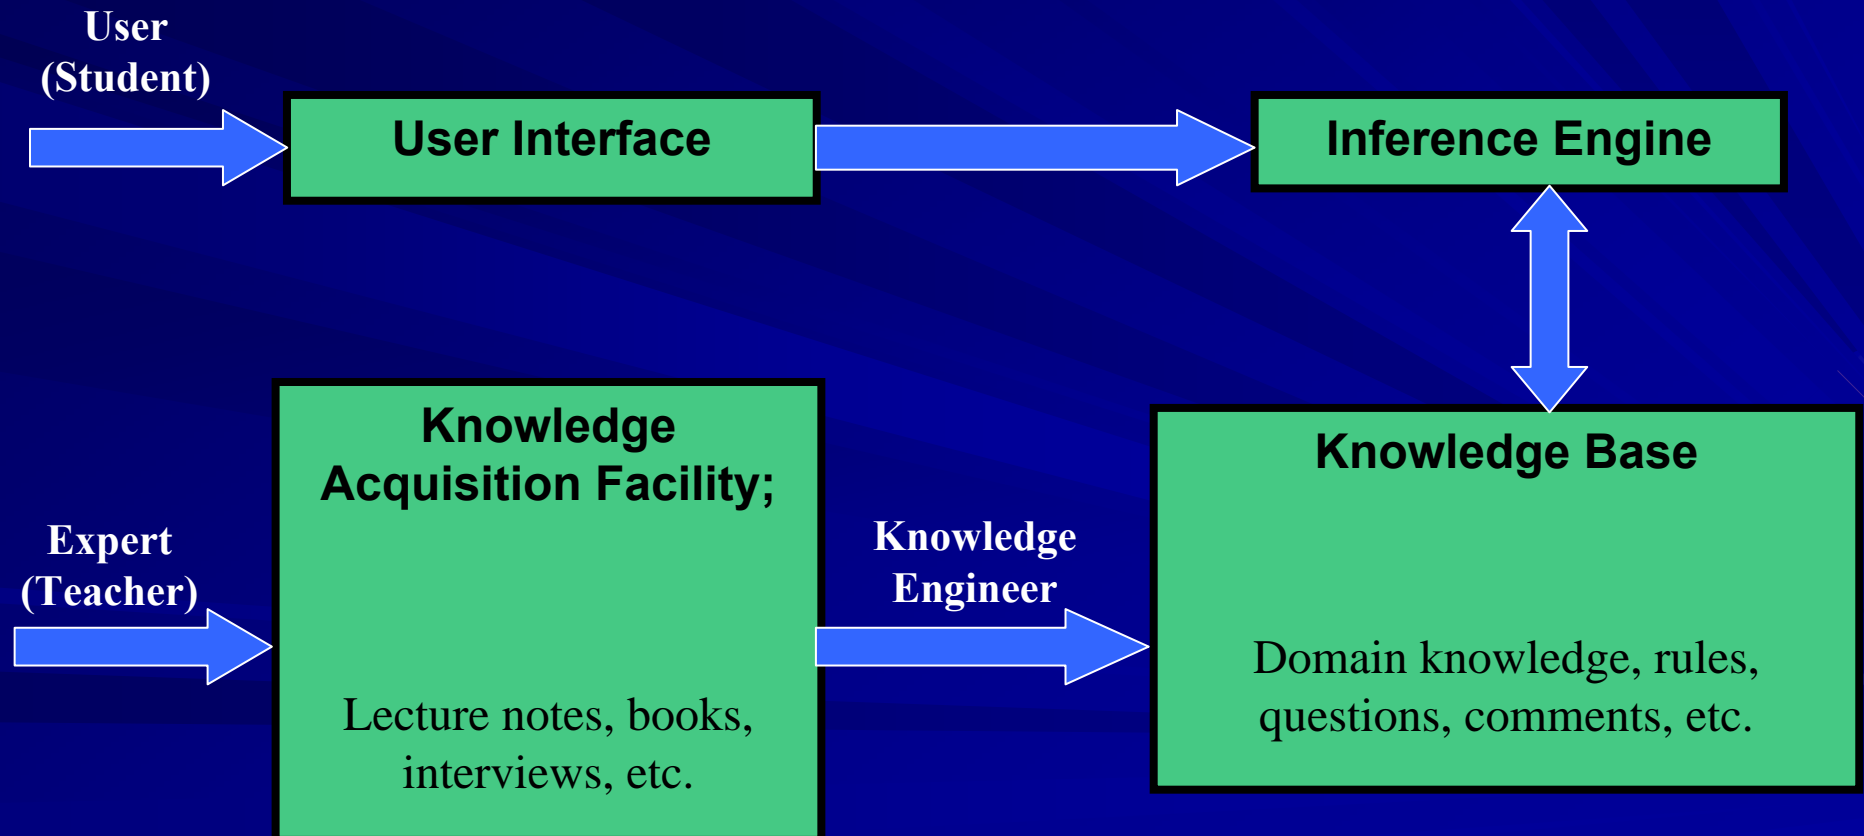 User
(Student)
User Interface
Inference Engine
Knowledge
Acquisition Facility;
Lecture notes, books,
interviews, etc.
Expert
(Teacher)
Knowledge
Engineer
Knowledge Base
Domain knowledge, rules,
questions, comments, etc.